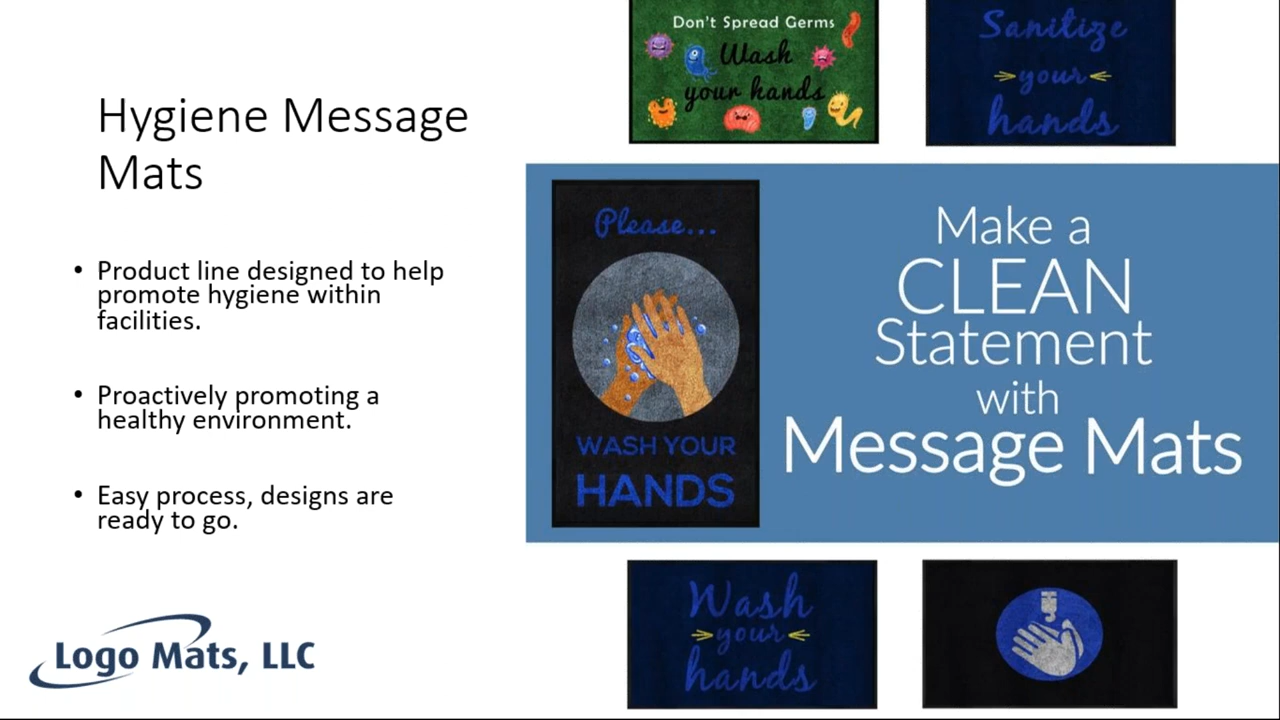 Hygiene Message
Mats
• Product line designed to help
promote hygiene within
facilities.
• Proactively promoting a
healthy environment.
• Easy process, designs are
ready to go.
Logo Mats, LLC
Don't Spread Germs
Wash
your hands
Sanitize
your
hands
Please...
WASH YOUR
HANDS
Make a
CLEAN
Statement
with
Message Mats
Wash
your
hands